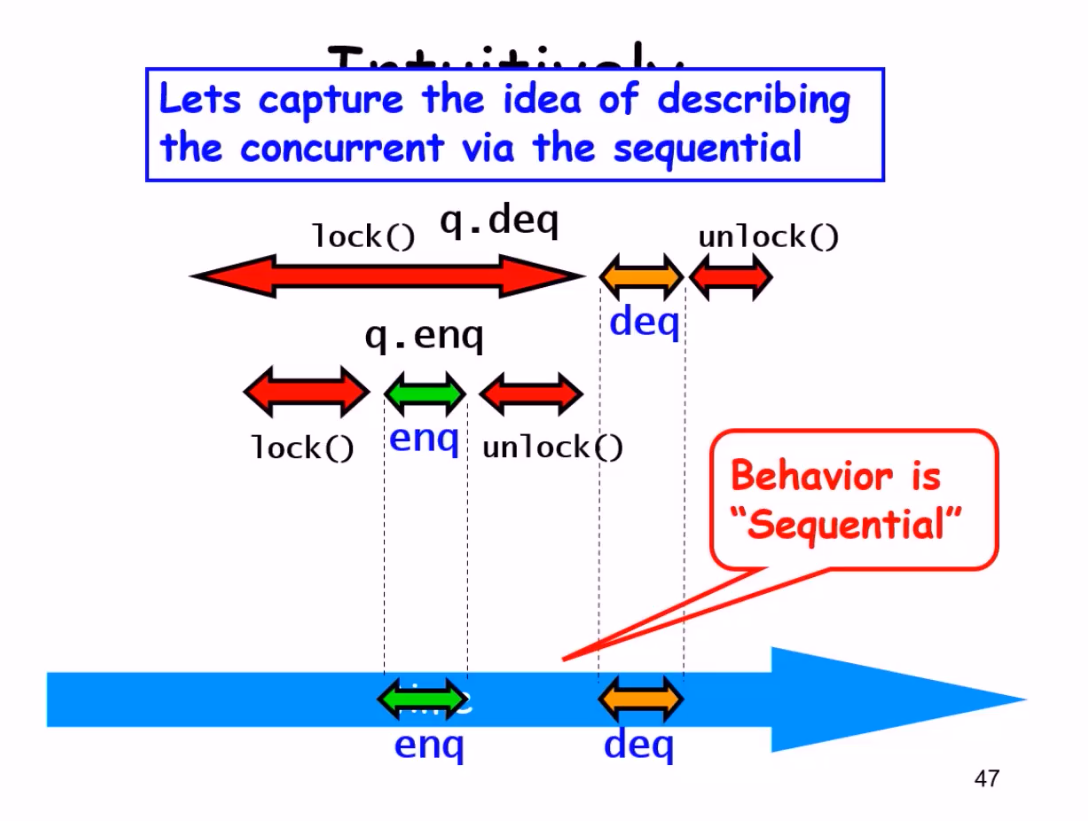 Intuitively
Lets capture the idea of describing
the concurrent via the sequential
lock() q.deq unlock()
deq
q.enq
lock() enq unlock()
Behavior is
“Sequential”
enq deq
47